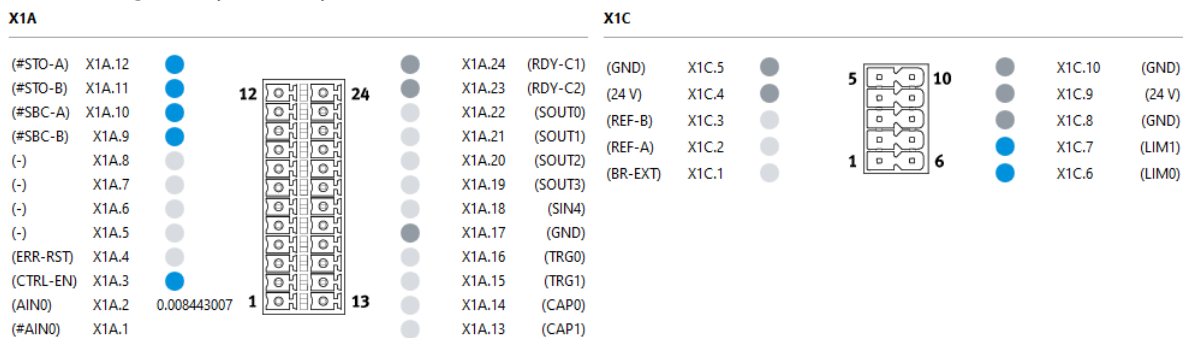 X1A
(#STO-A) X1A.12 X1A.24 (RDY-C1)
(#STO-B) X1A.11 12 24 X1A.23 (RDY-C2)
(#SBC-A) X1A.10 X1A.22 (SOUT0)
(#SBC-B) X1A.9 X1A.21 (SOUT1)
(-) X1A.8 X1A.20 (SOUT2)
(-) X1A.7 X1A.19 (SOUT3)
(-) X1A.6 X1A.18 (SIN4)
(-) X1A.5 X1A.17 (GND)
(ERR-RST) X1A.4 X1A.16 (TRG0)
(CTRL-EN) X1A.3 X1A.15 (TRG1)
(AIN0) X1A.2 0.008443007 1 13 X1A.14 (CAP0)
(#AIN0) X1A.1 X1A.13 (CAP1)
X1C
(GND) X1C.5 5 10 X1C.10 (GND)
(24 V) X1C.4 X1C.9 (24 V)
(REF-B) X1C.3 X1C.8 (GND)
(REF-A) X1C.2 X1C.7 (LIM1)
(BR-EXT) X1C.1 1 6 X1C.6 (LIM0)